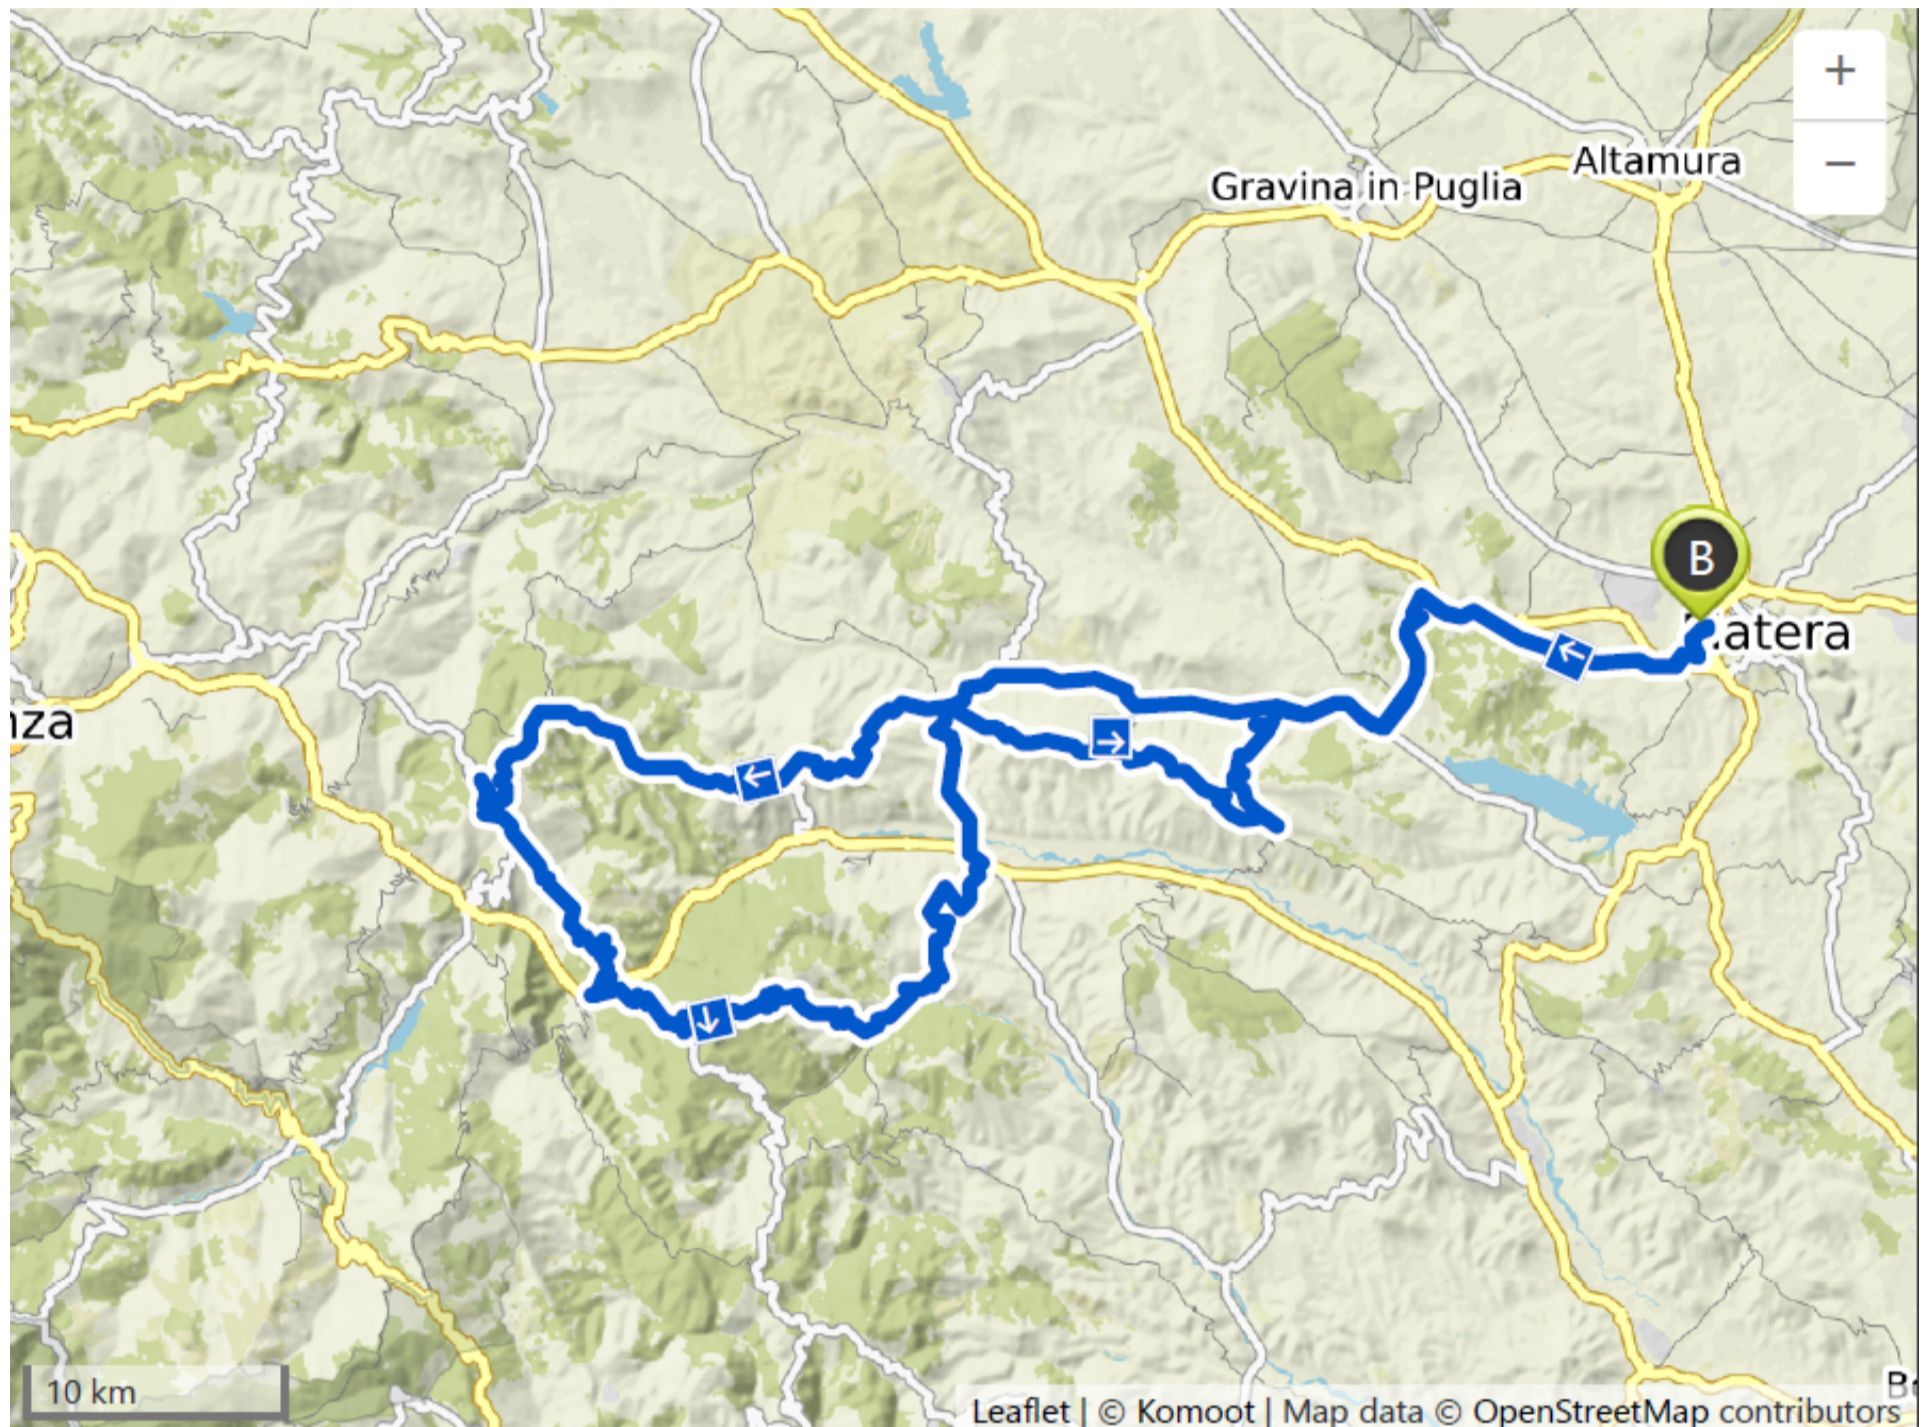 +
Altamura
−
Gravina in Puglia
B
atera
nza
10 km
Leaflet | © Komoot | Map data © OpenStreetMap contributors